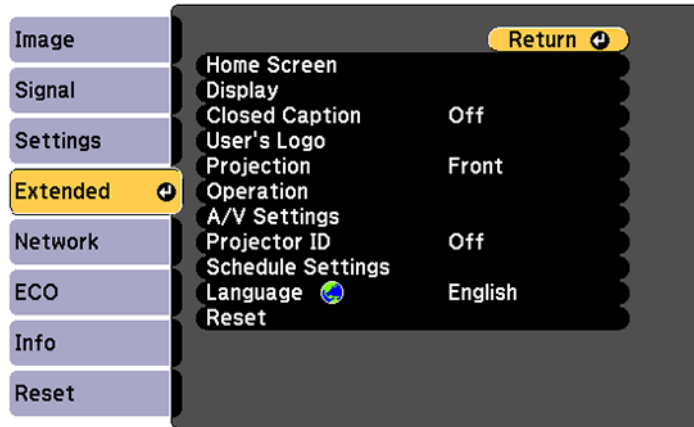 Image
Signal
Settings
Extended
Network
ECO
Info
Reset
Return
Home Screen
Display
Closed Caption Off
User's Logo
Projection Front
Operation
A/V Settings
Projector ID Off
Schedule Settings
Language English
Reset